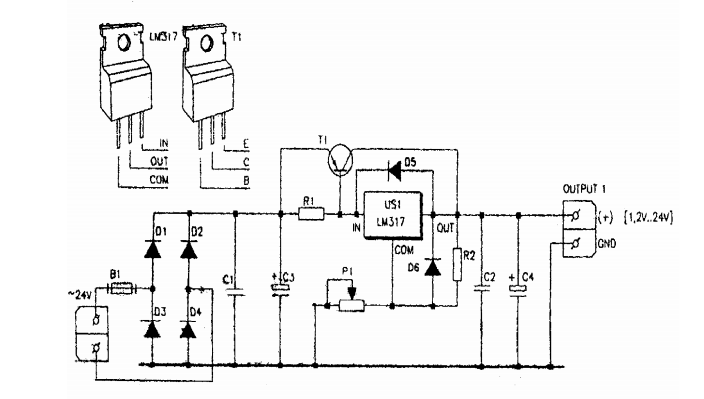 LM317
T1
IN
OUT
COM
E
C
B
T1
D5
OUTPUT 1
R1
US1
LM317
IN
OUT
(+) {1,2V..24V}
GND
D1
D2
COM
R2
B1
~24V
C1
+
C3
P1
D6
C2
+
C4
D3
D4